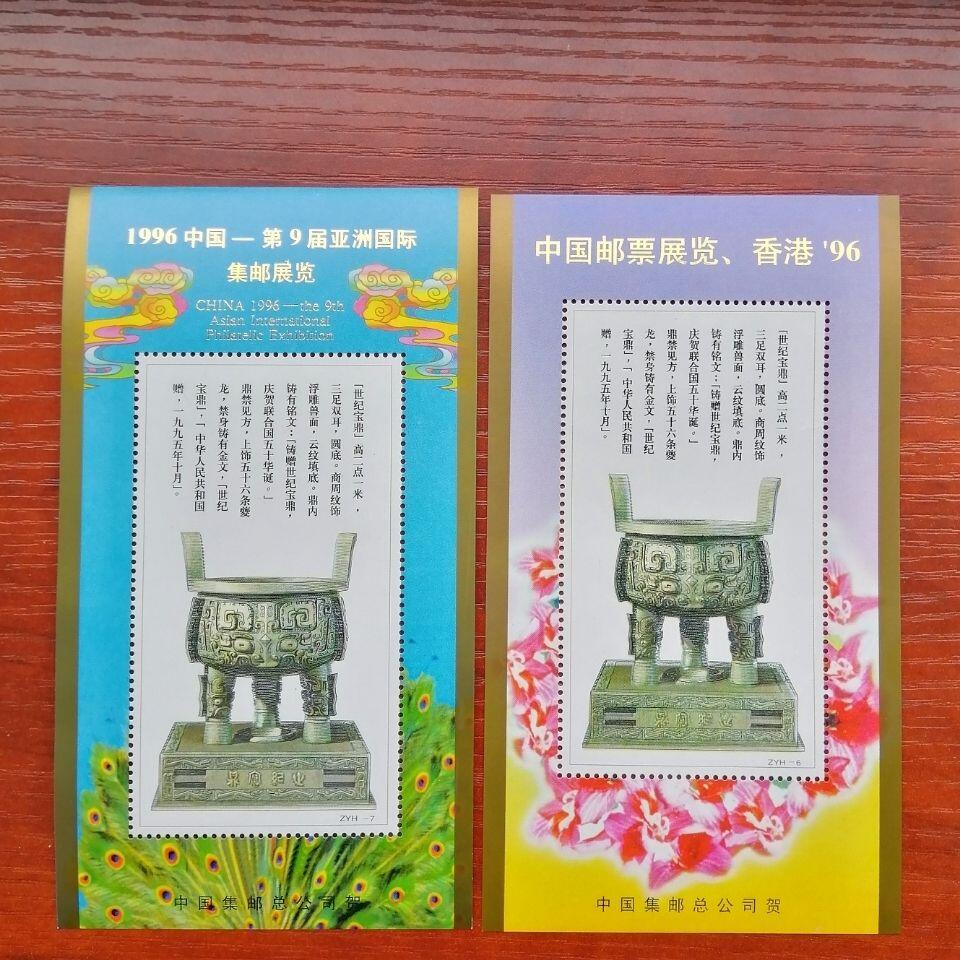 1996 中国 — 第 9 届亚洲国际
集邮展览
CHINA 1996 — the 9th
Asian International
Philatelic Exhibition
「世纪宝鼎」高二点一米，
三足双耳，圆底。商周纹饰
浮雕兽面，云纹填底。鼎内
铸有铭文：「铸赠世纪宝鼎，
庆贺联合国五十华诞。」
鼎禁见方，上饰五十六条夔
龙，禁身铸有金文，「世纪
宝鼎」，「中华人民共和国
赠，一九九五年十月」。
ZYH －7
中国集邮总公司贺
中国邮票展览、香港 '96
「世纪宝鼎」高二点一米，
三足双耳，圆底。商周纹饰
浮雕兽面，云纹填底。鼎内
铸有铭文：「铸赠世纪宝鼎，
庆贺联合国五十华诞。」
鼎禁见方，上饰五十六条夔
龙，禁身铸有金文，「世纪
宝鼎」，「中华人民共和国
赠，一九九五年十月」。
ZYH －6
中国集邮总公司贺